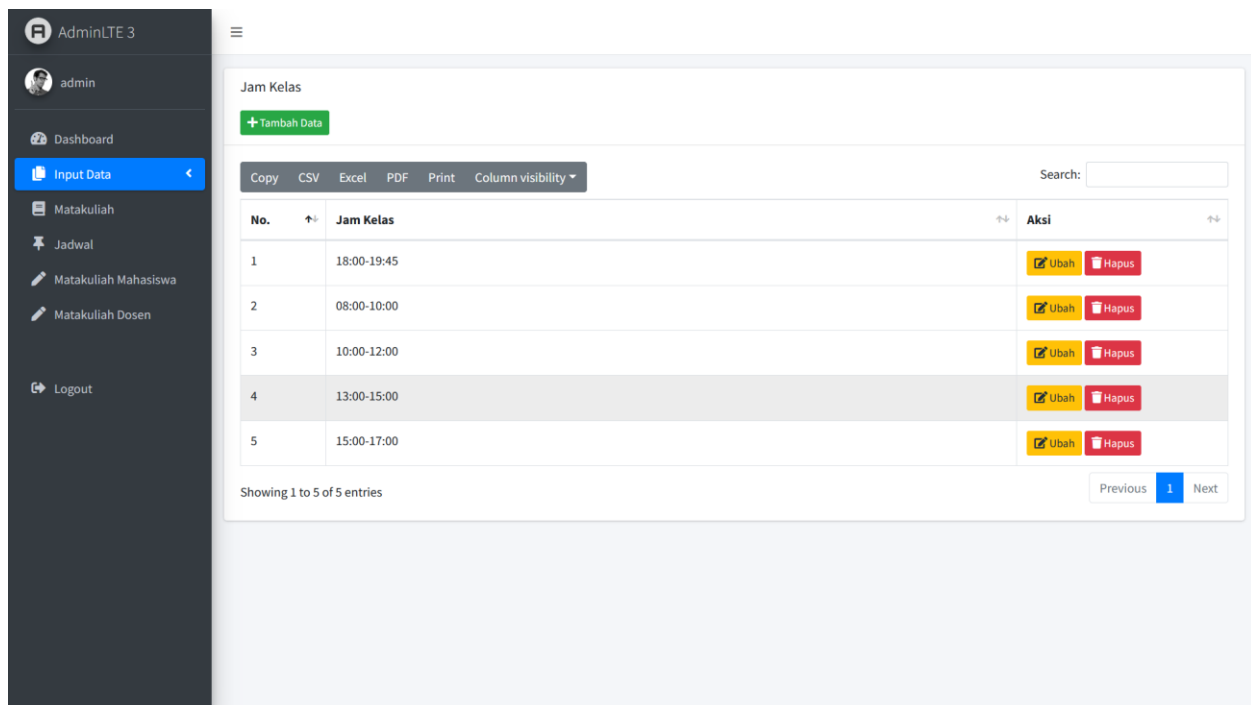 AdminLTE 3
admin
Dashboard
Input Data
Matakuliah
Jadwal
Matakuliah Mahasiswa
Matakuliah Dosen
Logout
Jam Kelas
Tambah Data
Copy CSV Excel PDF Print Column visibility
Search:
No. Jam Kelas Aksi
1 18:00-19:45 Ubah Hapus
2 08:00-10:00 Ubah Hapus
3 10:00-12:00 Ubah Hapus
4 13:00-15:00 Ubah Hapus
5 15:00-17:00 Ubah Hapus
Showing 1 to 5 of 5 entries
Previous 1 Next